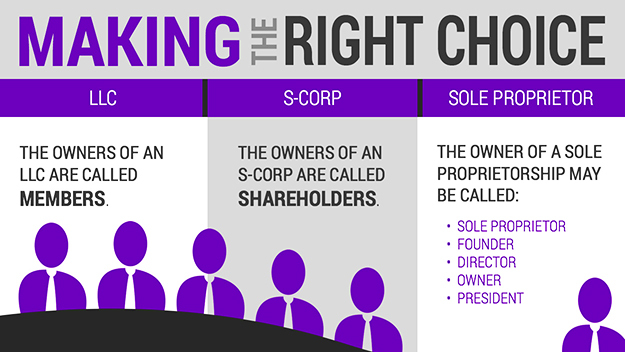 MAKING THE RIGHT CHOICE
LLC
S-CORP
SOLE PROPRIETOR
THE OWNERS OF AN
LLC ARE CALLED
MEMBERS.
THE OWNERS OF AN
S-CORP ARE CALLED
SHAREHOLDERS.
THE OWNER OF A SOLE
PROPRIETORSHIP MAY
BE CALLED:
• SOLE PROPRIETOR
• FOUNDER
• DIRECTOR
• OWNER
• PRESIDENT